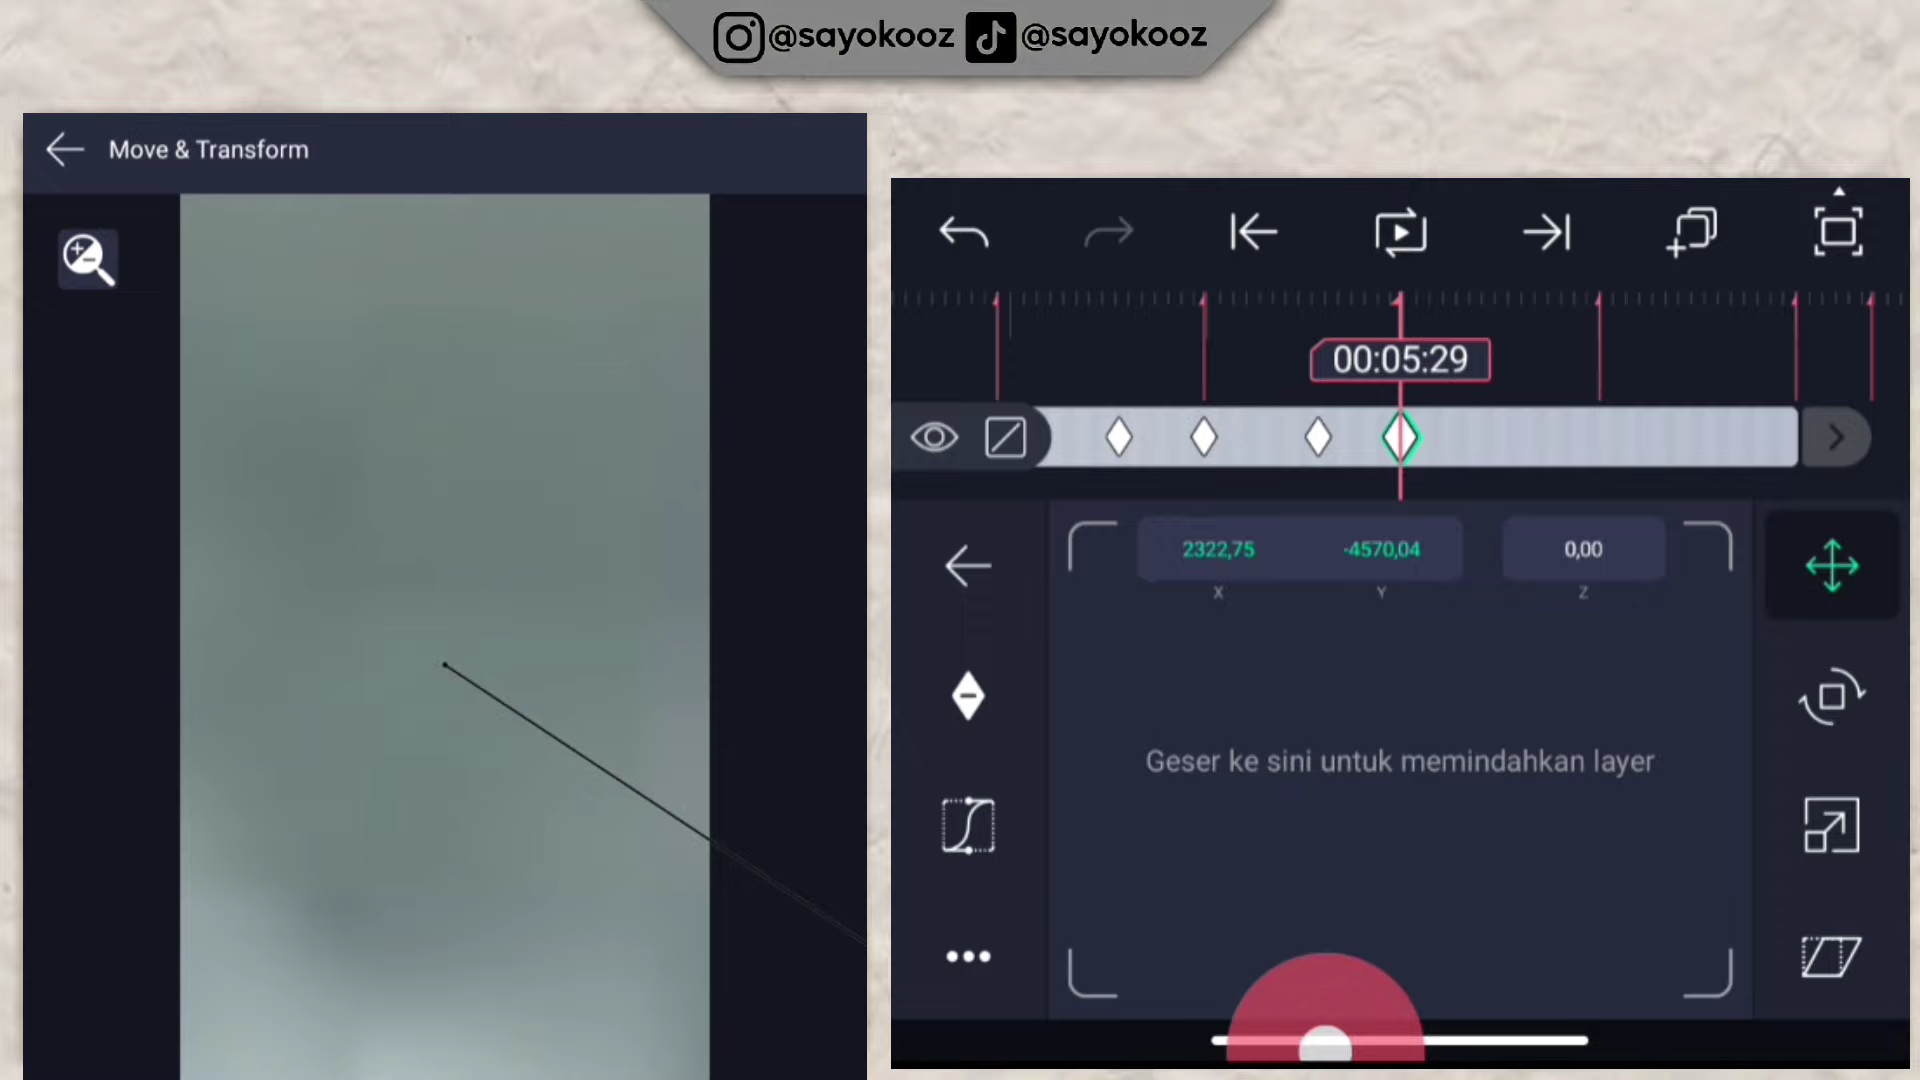 @sayokooz @sayokooz
Move & Transform
00:05:29
2322,75 -4570,04 0,00
X Y Z
Geser ke sini untuk memindahkan layer